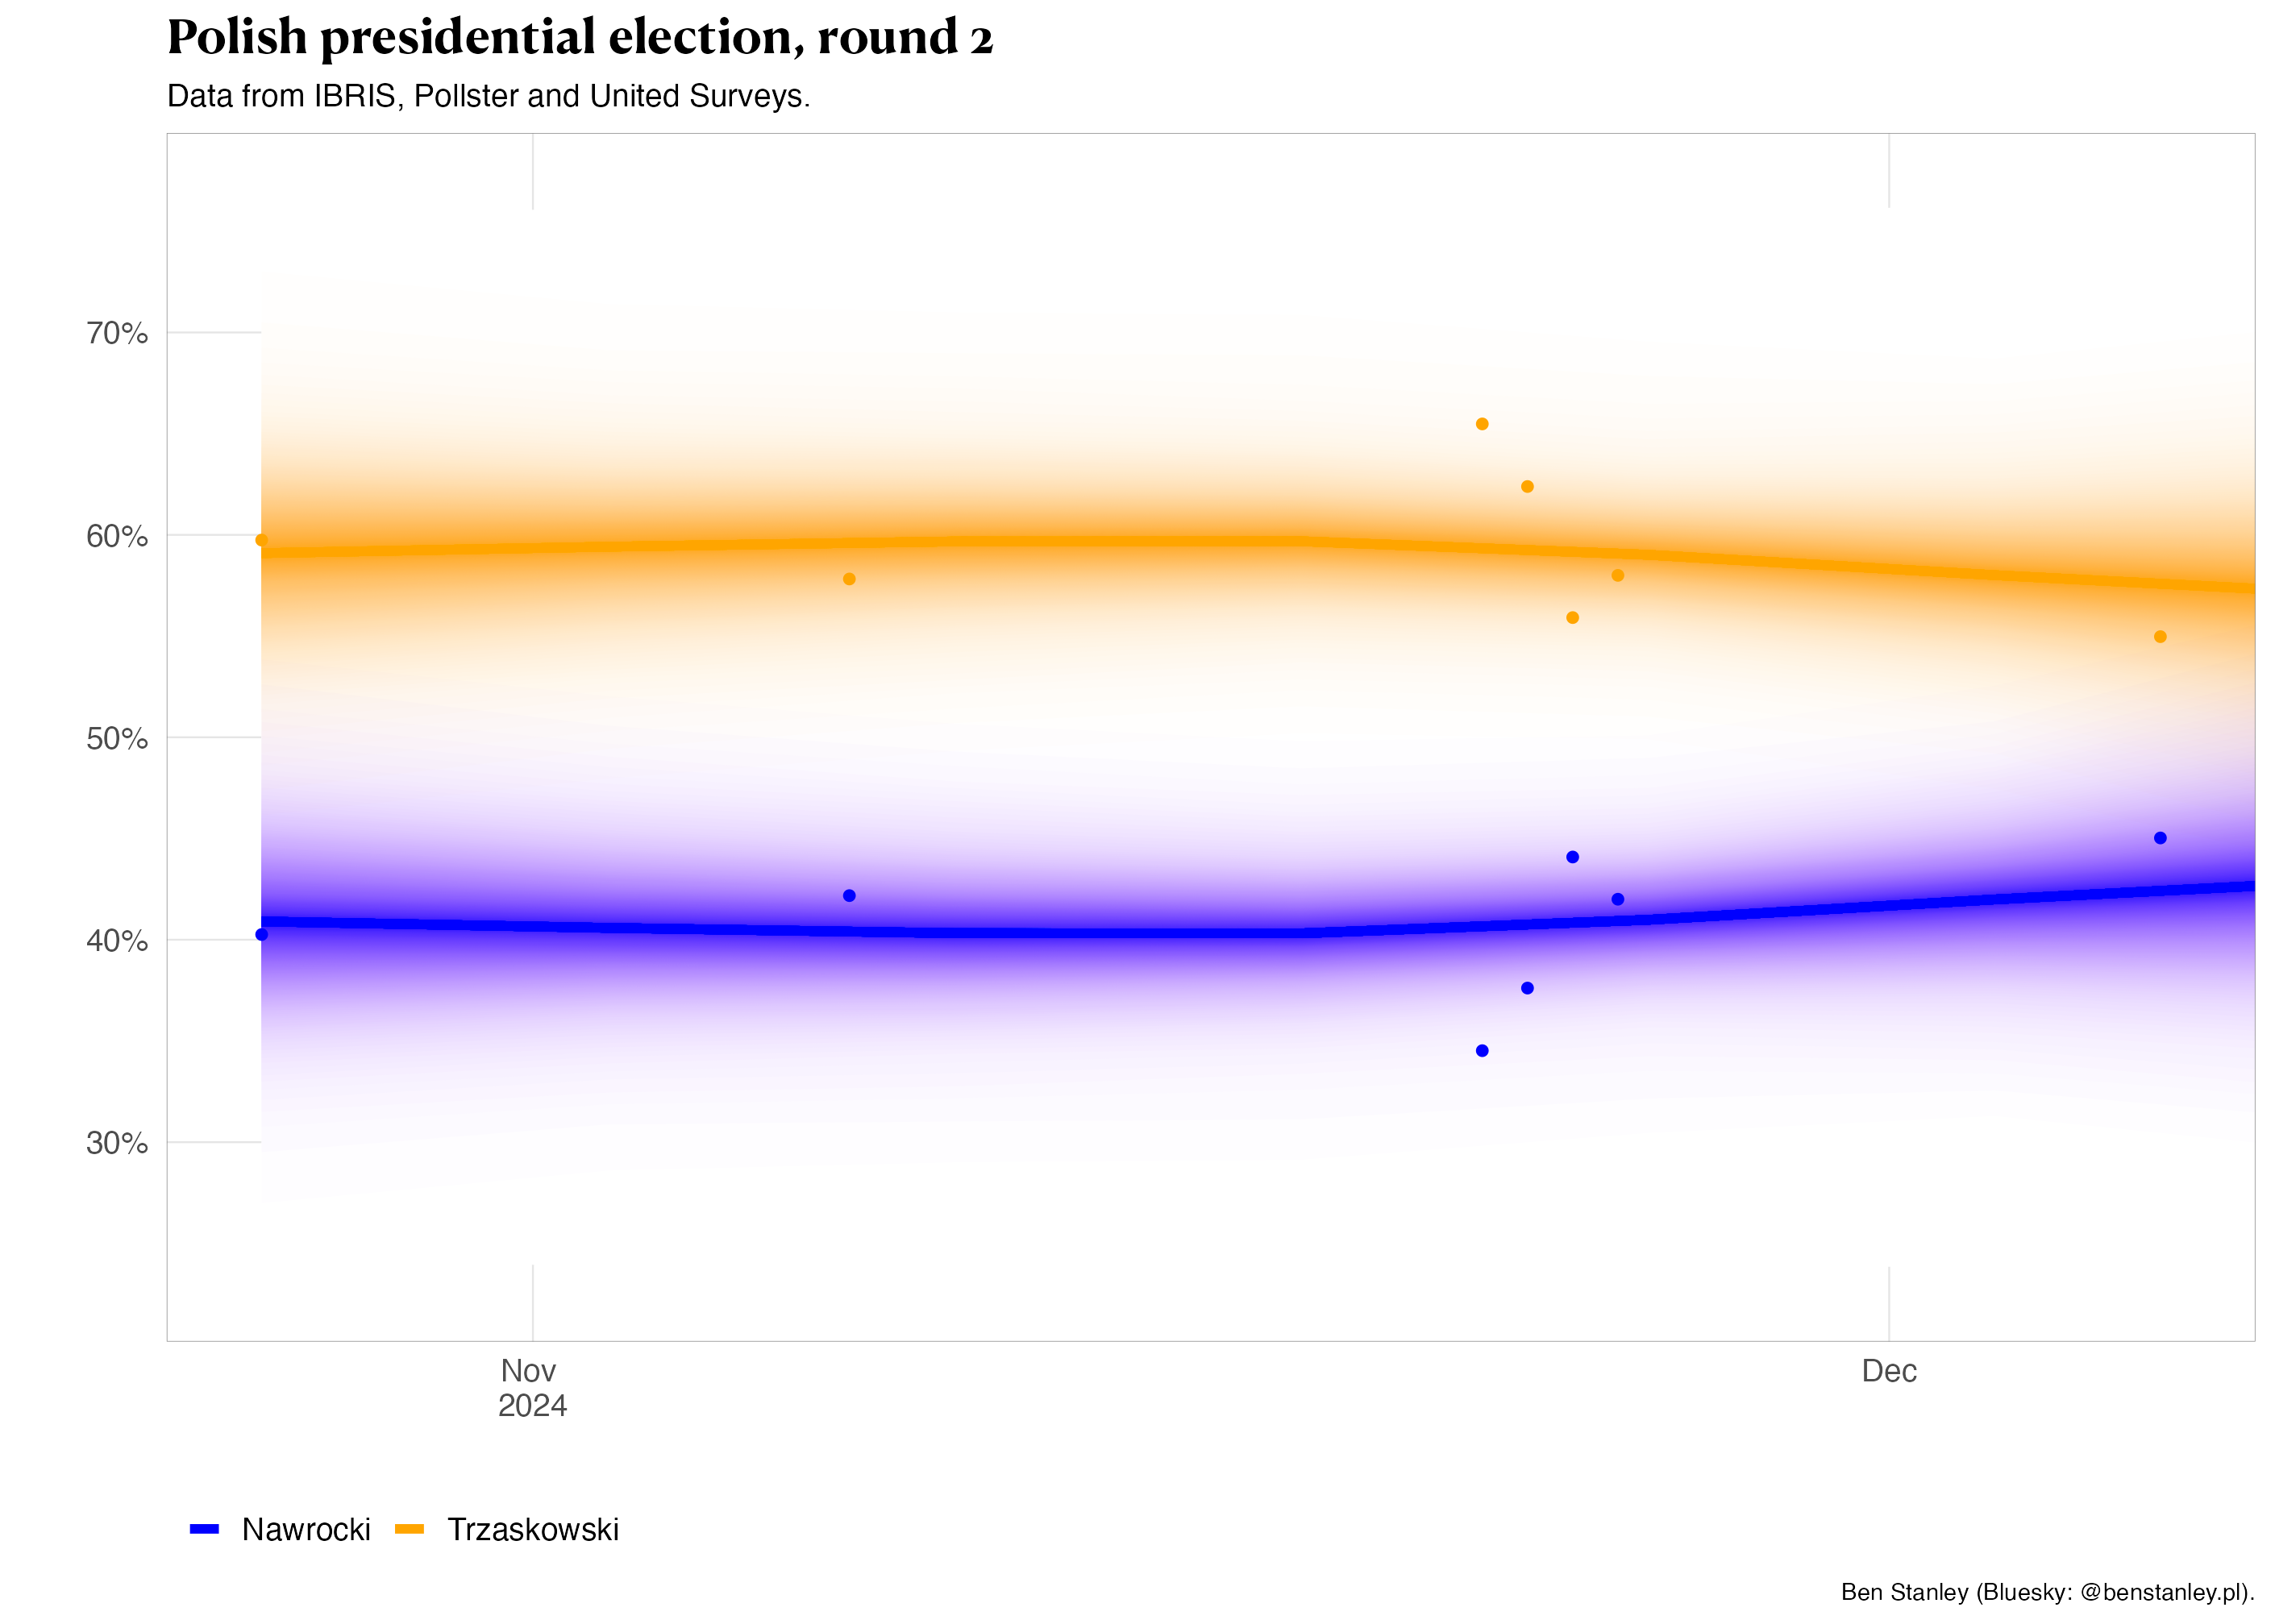 Polish presidential election, round 2
Data from IBRIS, Pollster and United Surveys.
70%
60%
50%
40%
30%
Nov
2024
Dec
Nawrocki
Trzaskowski
Ben Stanley (Bluesky: @benstanley.pl).